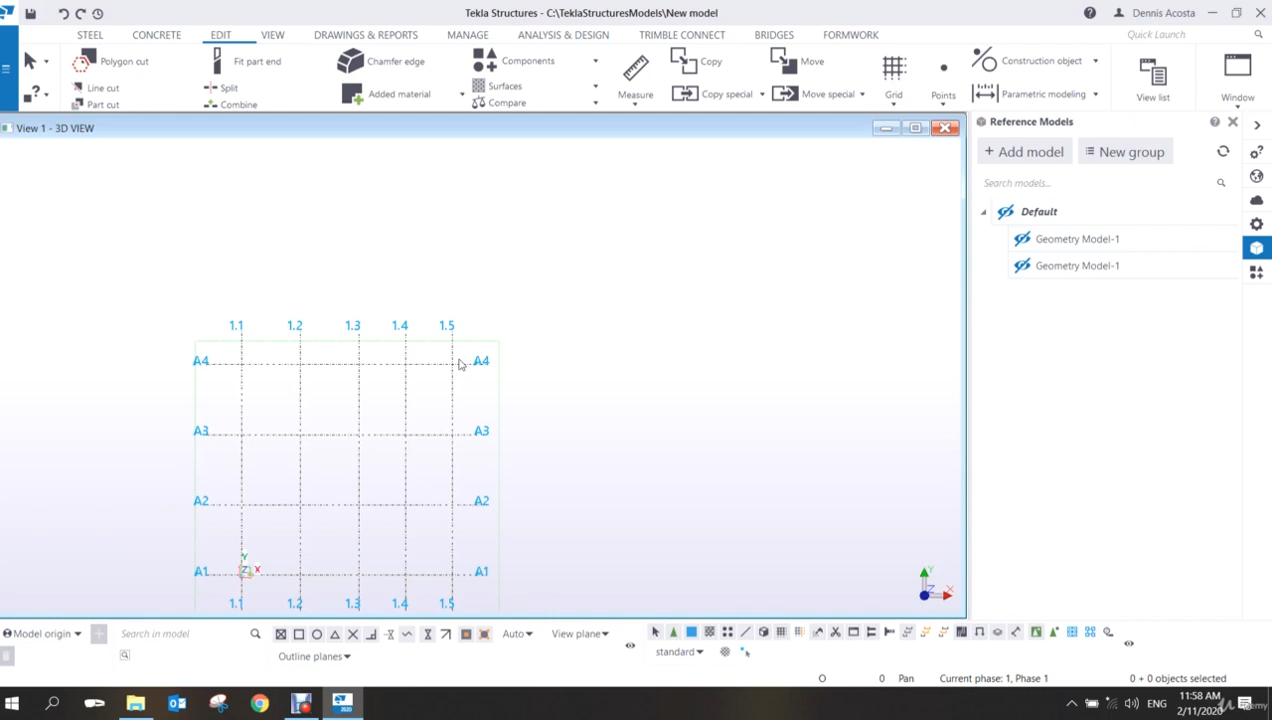 Tekla Structures - C:\TeklaStructuresModels\New model
Dennis Acosta
STEEL CONCRETE EDIT VIEW DRAWINGS & REPORTS MANAGE ANALYSIS & DESIGN TRIMBLE CONNECT BRIDGES FORMWORK
Quick Launch
Polygon cut
Line cut
Part cut
Fit part end
Split
Combine
Chamfer edge
Added material
Components
Surfaces
Compare
Measure
Copy
Copy special
Move
Move special
Grid
Points
Construction object
Parametric modeling
View list
Window
View 1 - 3D VIEW
Reference Models
+ Add model
New group
Search models...
Default
Geometry Model-1
Geometry Model-1
1.1 1.2 1.3 1.4 1.5
A4 A4
A3 A3
A2 A2
Y
A1 Z X A1
1.1 1.2 1.3 1.4 1.5
Y
Z X
Model origin
Search in model
Auto
View plane
Outline planes
standard
O 0 Pan Current phase: 1, Phase 1 0 + 0 objects selected
2020
ENG
11:58 AM
2/11/2020
Udemy